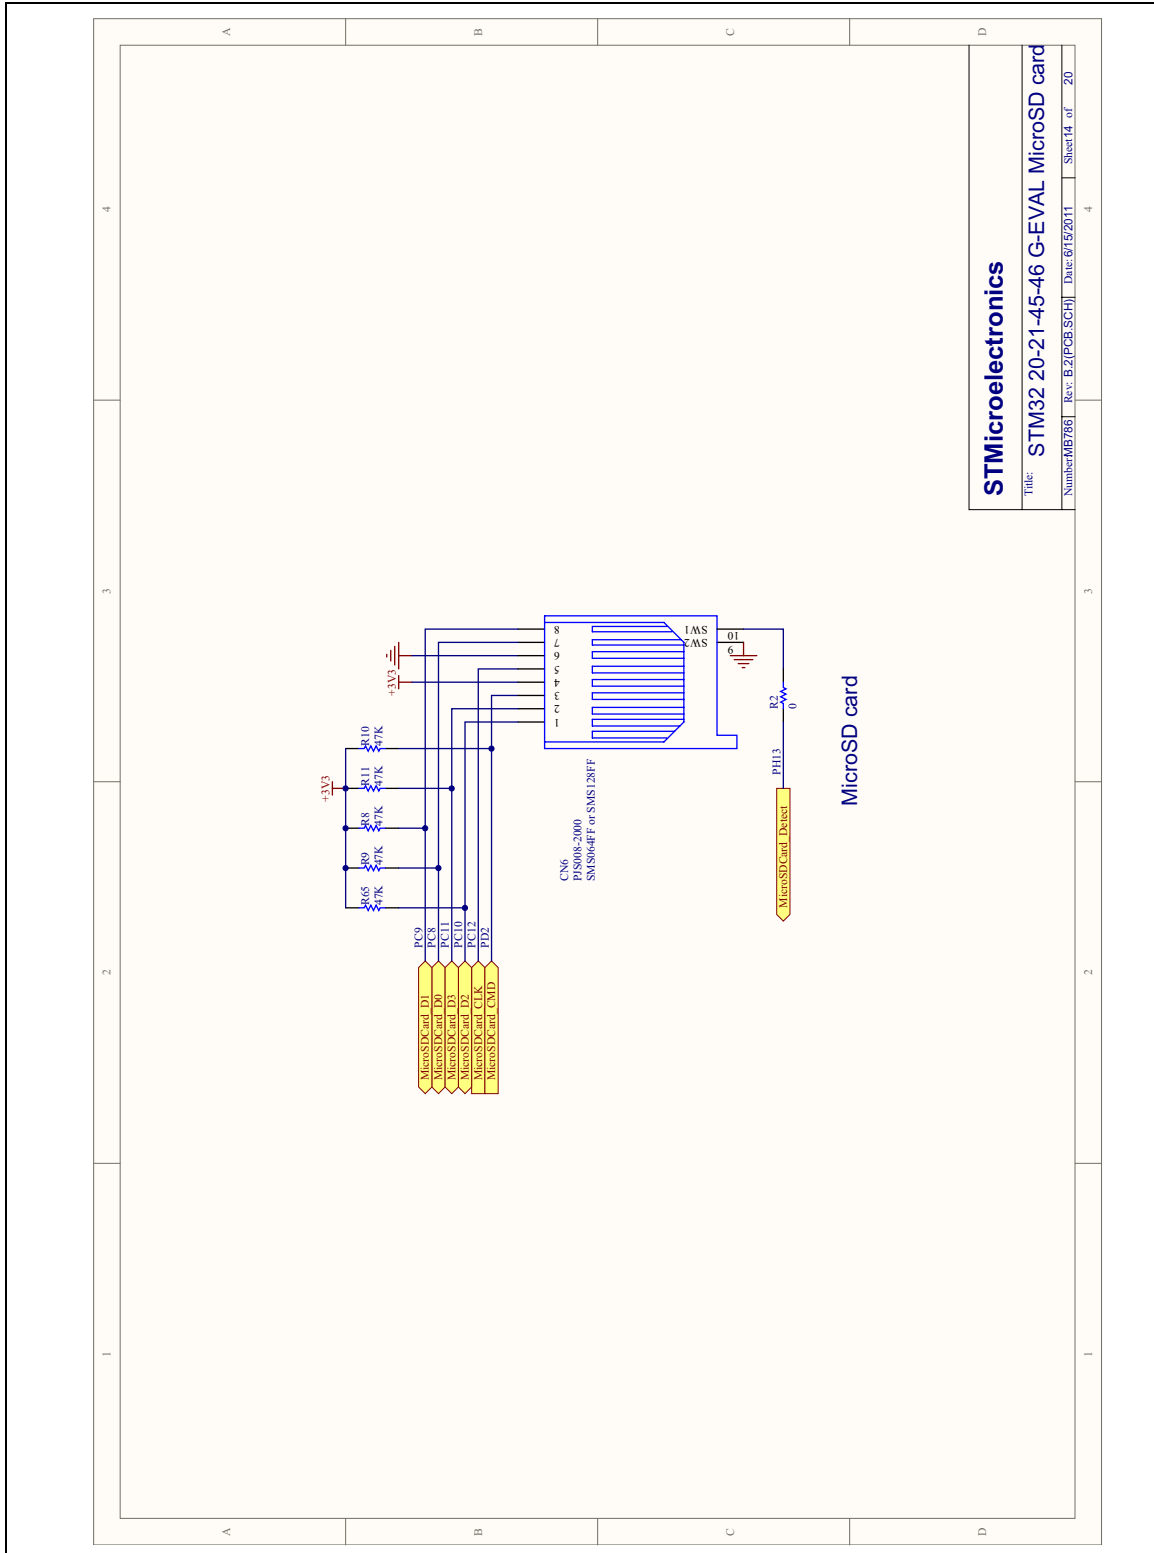 1
2
3
4
A
B
C
D
1
2
3
4
A
B
C
D
+3V3
R65
47K
R9
47K
R8
47K
R11
47K
R10
47K
+3V3
MicroSDCard_D1
PC9
MicroSDCard_D0
PC8
MicroSDCard_D3
PC11
MicroSDCard_D2
PC10
MicroSDCard_CLK
PC12
MicroSDCard_CMD
PD2
8
7
6
5
4
3
2
1
SW1
SW2
10
9
CN6
PJS008-2000
SMS064FF or SMS128FF
MicroSDCard_Detect
PH13
R2
0
MicroSD card
STMicroelectronics
Title: STM32 20-21-45-46 G-EVAL MicroSD card
Number:MB786 Rev: B.2(PCB.SCH) Date: 6/15/2011 Sheet 14 of 20